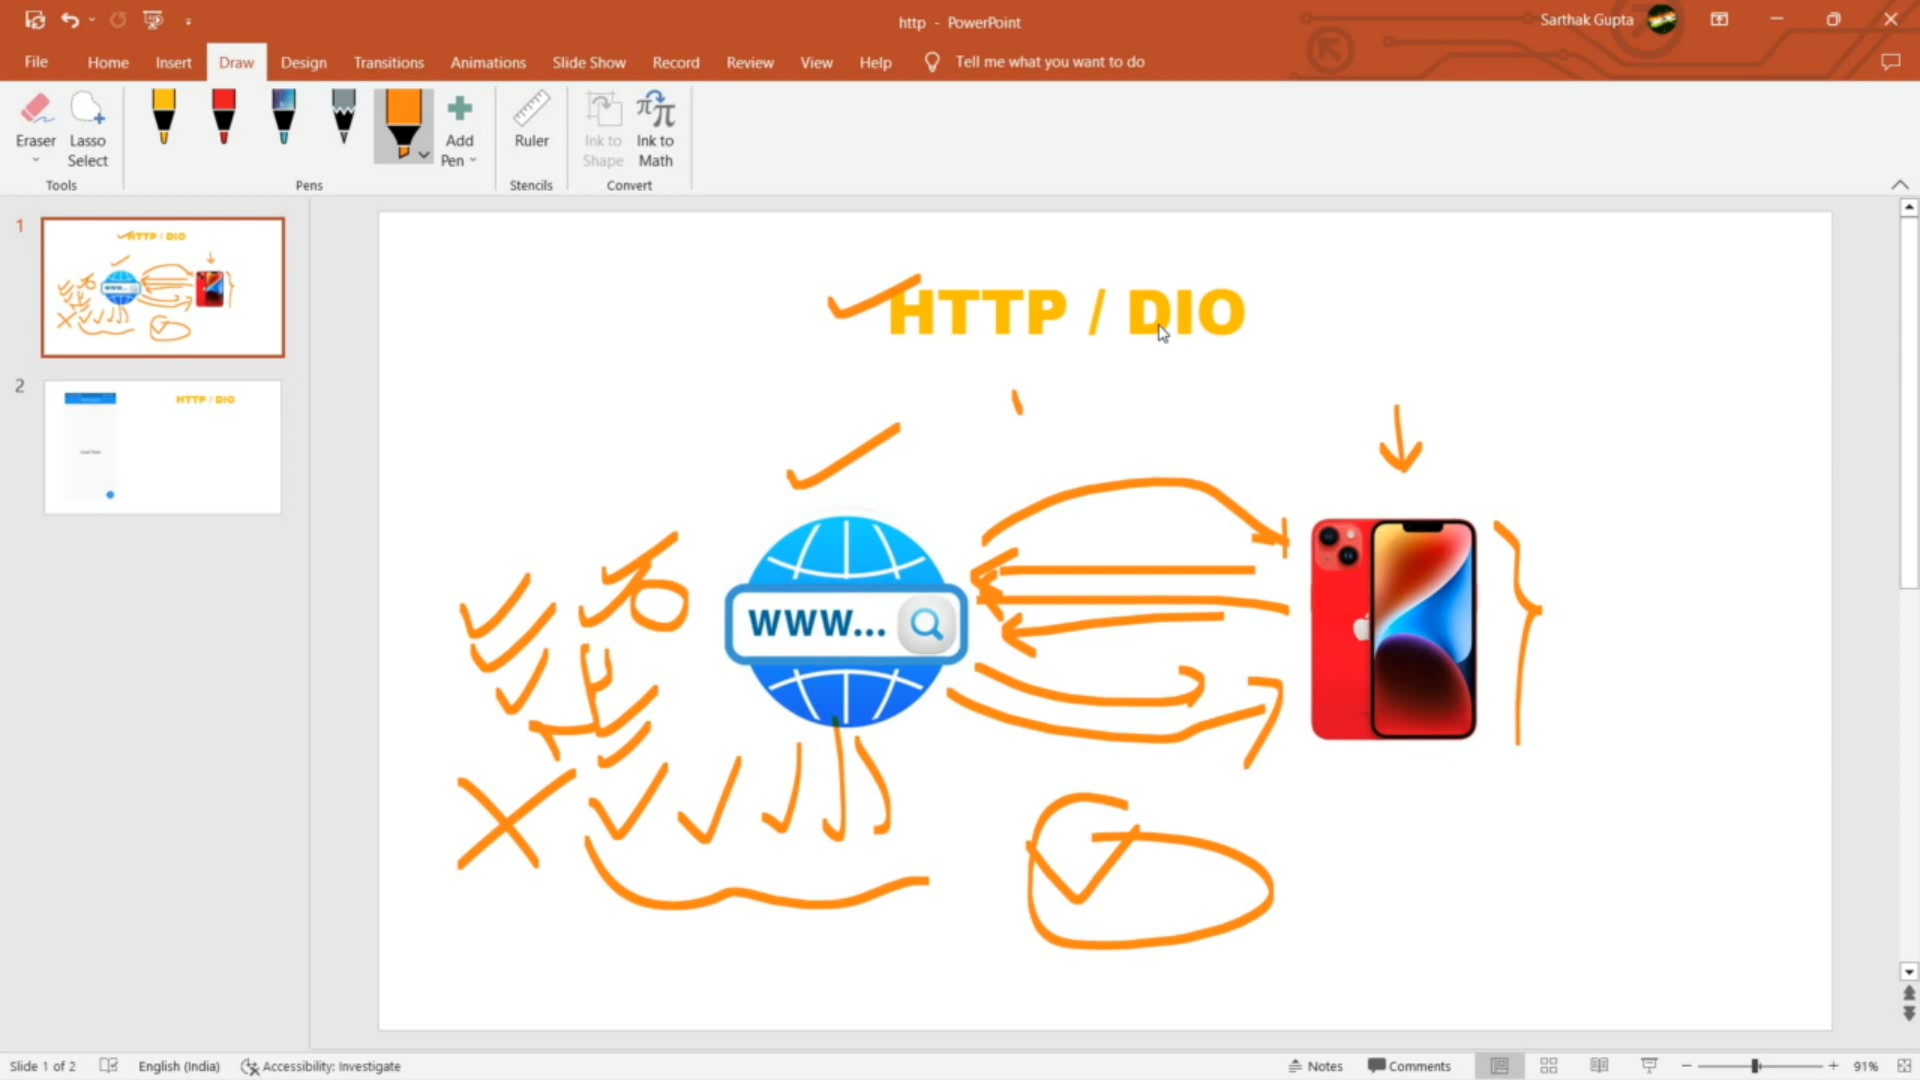 http - PowerPoint
Sarthak Gupta
File Home Insert Draw Design Transitions Animations Slide Show Record Review View Help Tell me what you want to do
Eraser
Lasso Select
Add Pen
Ruler
Ink to Shape
Ink to Math
Tools Pens Stencils Convert
1
HTTP / DIO
www...
2
HTTP / DIO
HTTP / DIO
WWW...
Slide 1 of 2 English (India) Accessibility: Investigate Notes Comments 91%